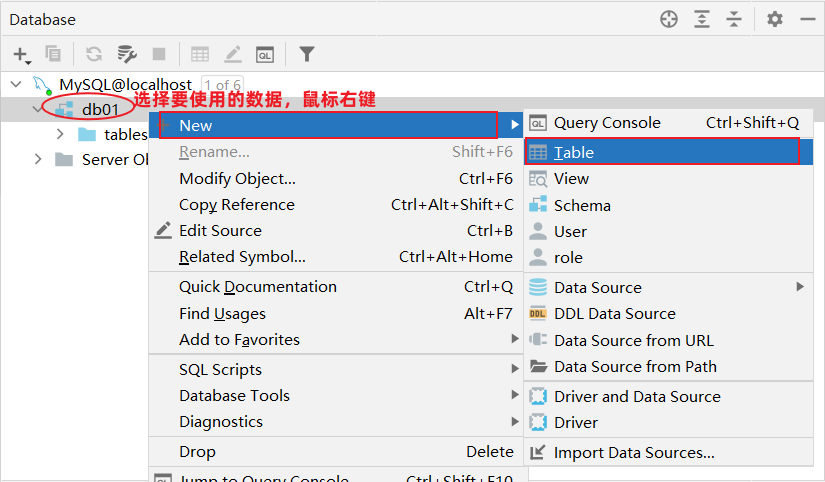 Database
MySQL@localhost 1 of 6
db01 选择要使用的数据，鼠标右键
tables
Server Ob
New
Rename... Shift+F6
Modify Object... Ctrl+F6
Copy Reference Ctrl+Alt+Shift+C
Edit Source Ctrl+B
Related Symbol... Ctrl+Alt+Home
Quick Documentation Ctrl+Q
Find Usages Alt+F7
Add to Favorites
SQL Scripts
Database Tools
Diagnostics
Drop Delete
Jump to Query Console... Ctrl+Shift+F10
QL Query Console Ctrl+Shift+Q
Table
View
Schema
User
role
Data Source
DDL DDL Data Source
Data Source from URL
Data Source from Path
Driver and Data Source
Driver
Import Data Sources...